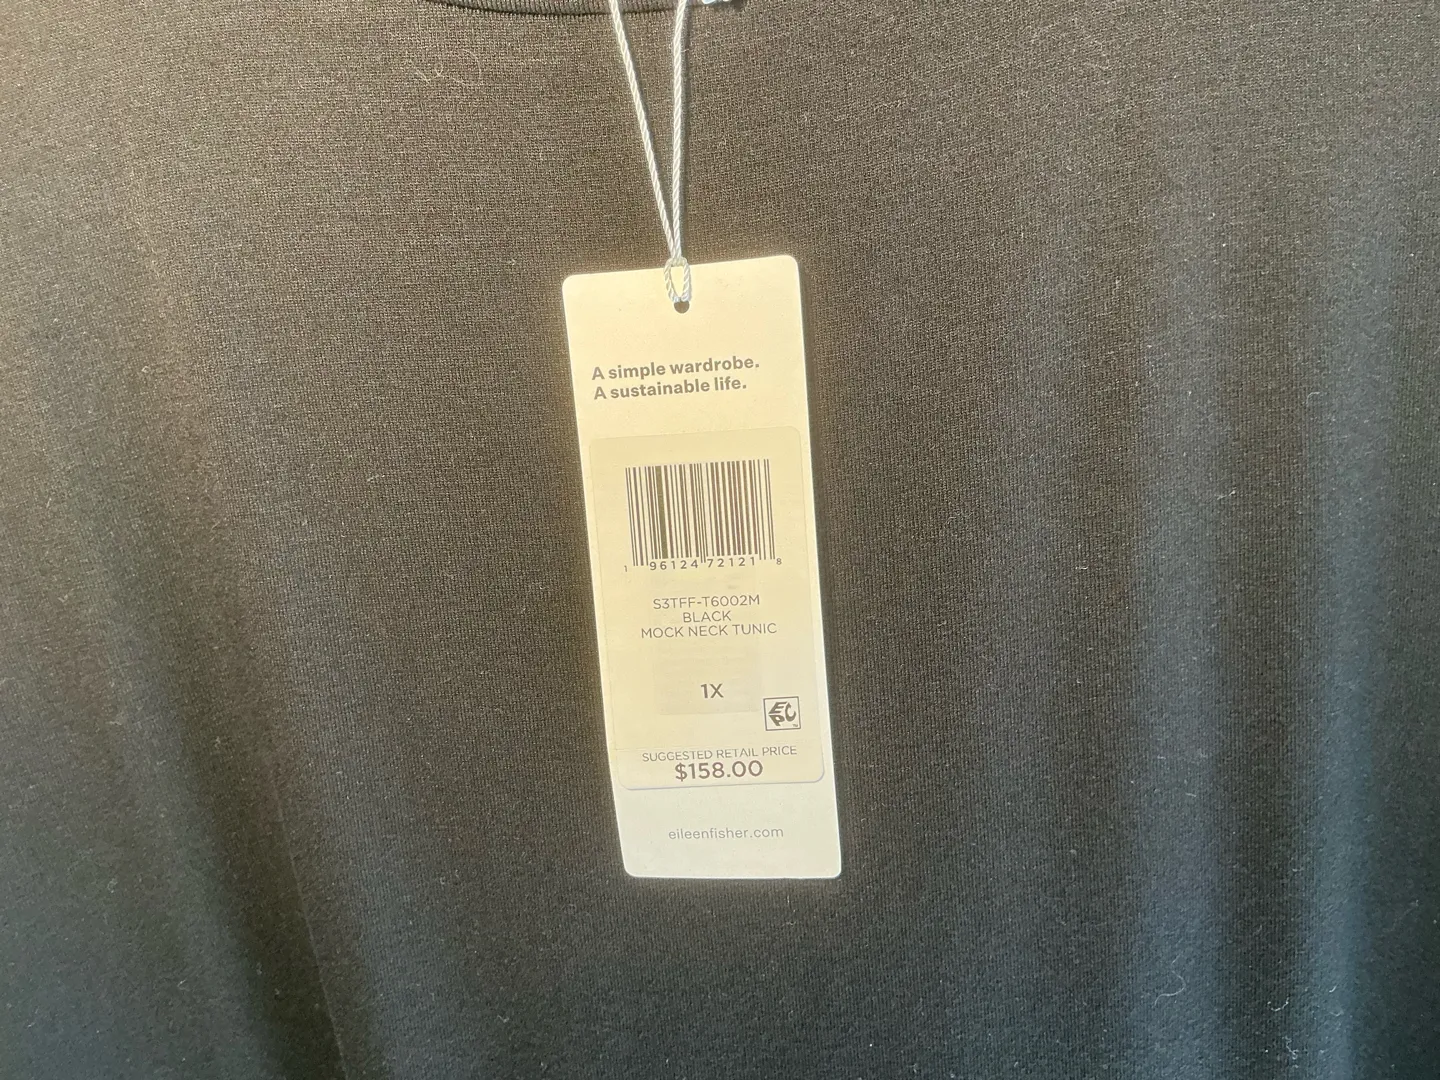 A simple wardrobe.
A sustainable life.
1 96124 72121 8
S3TFF-T6002M
BLACK
MOCK NECK TUNIC
1X
EPC
SUGGESTED RETAIL PRICE
$158.00
eileenfisher.com